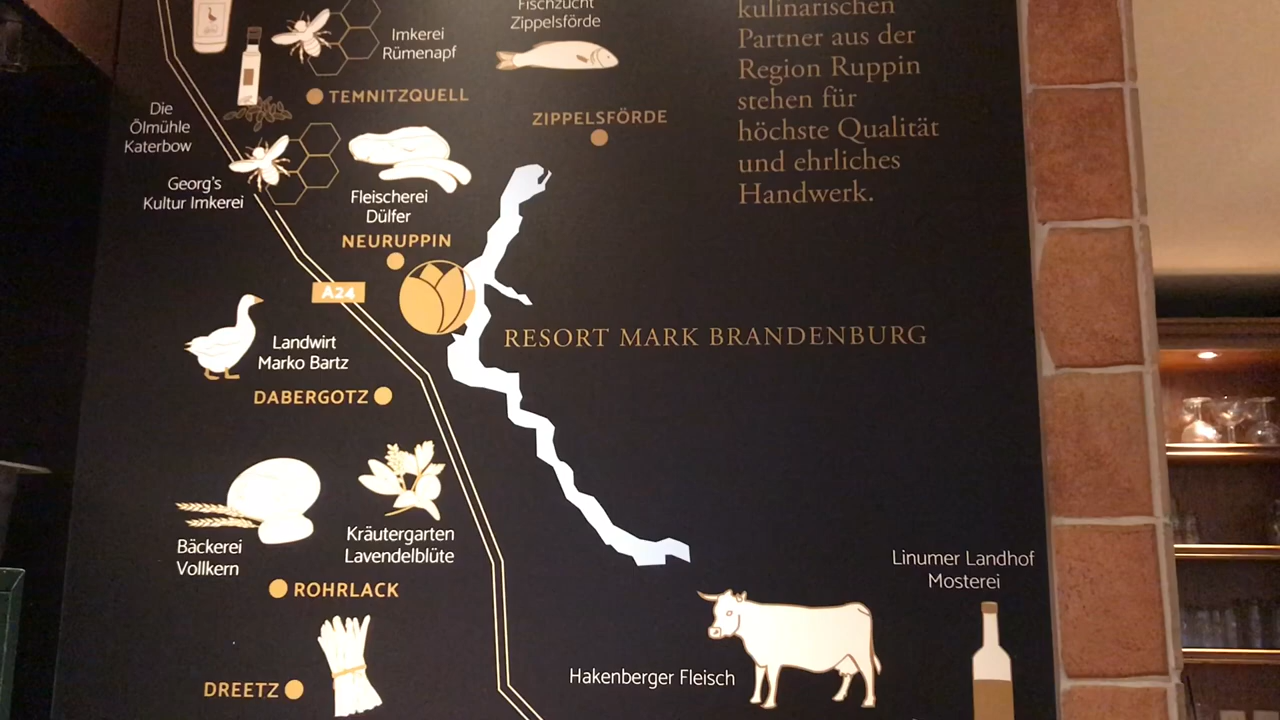 Fischzucht
Zippelsförde
Imkerei
Rümenapf
TEMNITZQUELL
kulinarischen
Partner aus der
Region Ruppin
stehen für
höchste Qualität
und ehrliches
Handwerk.
Die
Ölmühle
Katerbow
ZIPPELSFÖRDE
Georg's
Kultur Imkerei
Fleischerei
Dülfer
NEURUPPIN
A24
RESORT MARK BRANDENBURG
Landwirt
Marko Bartz
DABERGOTZ
Bäckerei
Vollkern
Kräutergarten
Lavendelblüte
ROHRLACK
Linumer Landhof
Mosterei
DREETZ
Hakenberger Fleisch